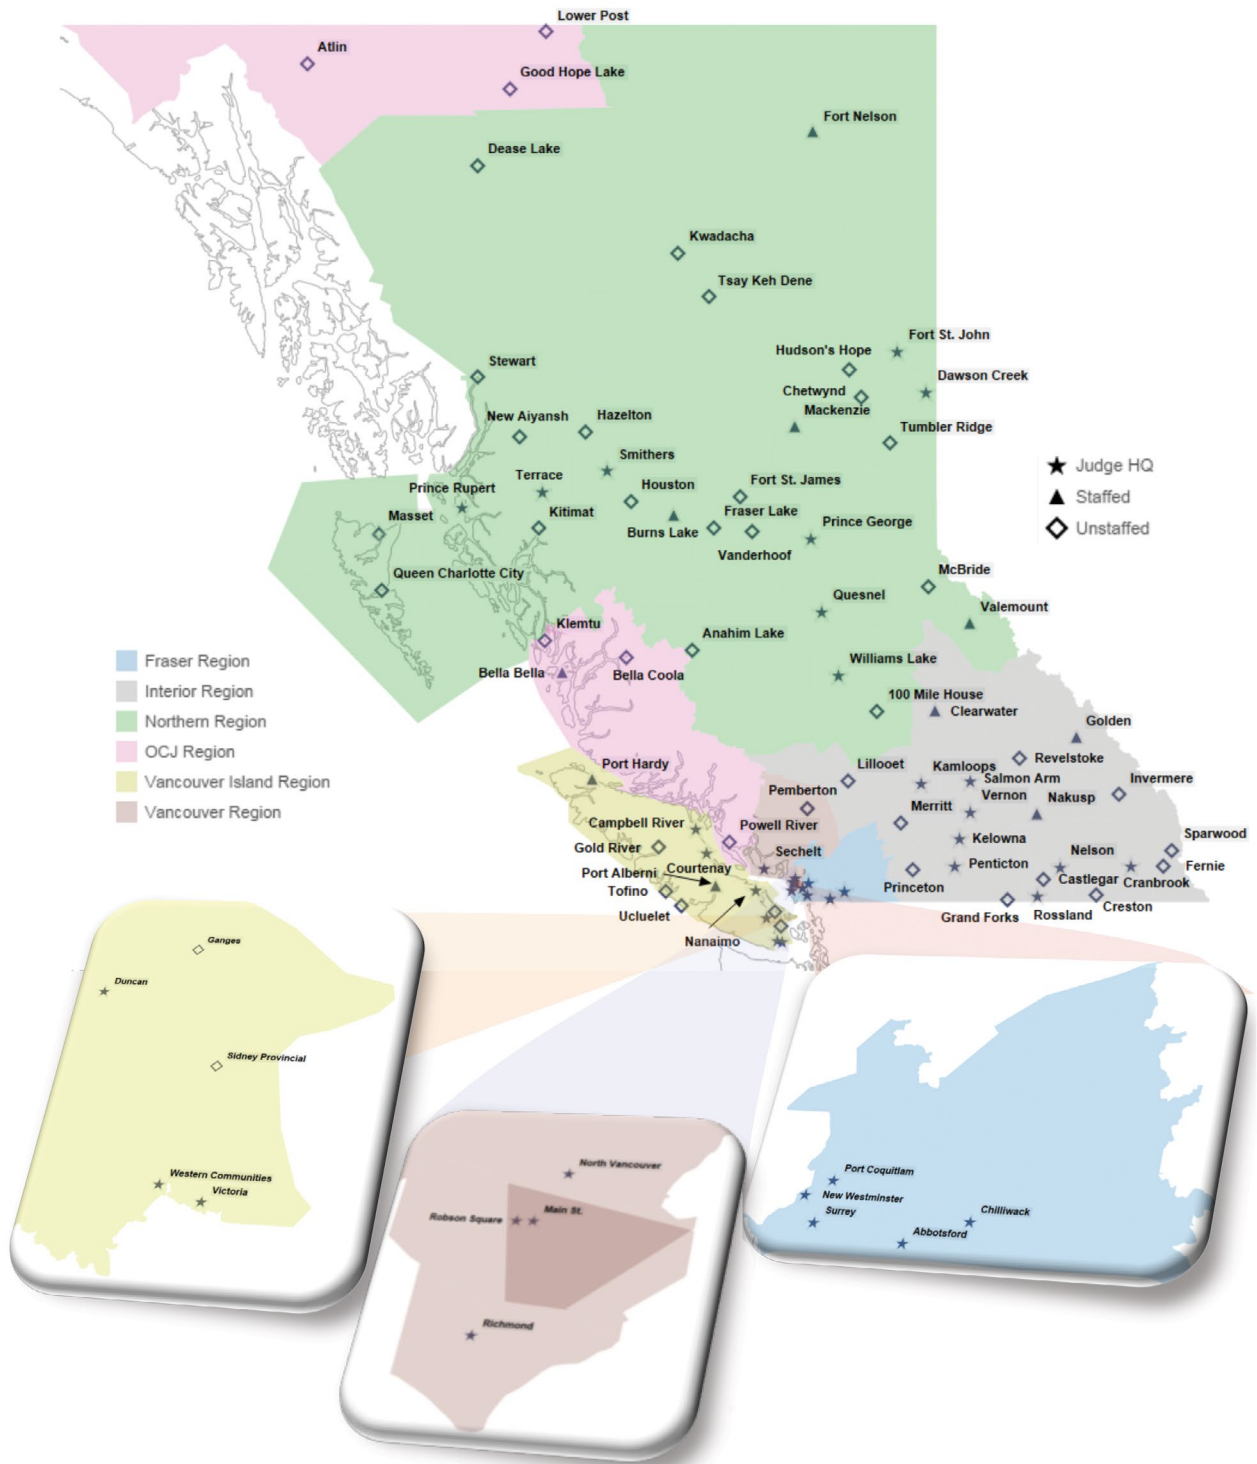 Lower Post
Atlin
Good Hope Lake
Fort Nelson
Dease Lake
Kwadacha
Tsay Keh Dene
Fort St. John
Hudson's Hope
Stewart
Dawson Creek
Chetwynd
Mackenzie
New Aiyansh
Hazelton
Tumbler Ridge
Smithers
Judge HQ
Terrace
Fort St. James
Houston
Prince Rupert
Staffed
Masset
Kitimat
Fraser Lake
Prince George
Burns Lake
Unstaffed
Vanderhoof
McBride
Queen Charlotte City
Quesnel
Valemount
Klemtu
Anahim Lake
Fraser Region
Williams Lake
Bella Bella
Bella Coola
Interior Region
100 Mile House
Clearwater
Northern Region
Golden
OCJ Region
Revelstoke
Port Hardy
Lillooet
Kamloops
Vancouver Island Region
Salmon Arm
Invermere
Pemberton
Vernon
Nakusp
Merritt
Vancouver Region
Campbell River
Powell River
Sparwood
Kelowna
Gold River
Sechelt
Nelson
Penticton
Fernie
Courtenay
Port Alberni
Castlegar
Cranbrook
Princeton
Tofino
Creston
Ucluelet
Grand Forks
Rossland
Nanaimo
Ganges
Duncan
Sidney Provincial
Western Communities
Victoria
North Vancouver
Robson Square
Main St.
Richmond
Port Coquitlam
New Westminster
Surrey
Chilliwack
Abbotsford